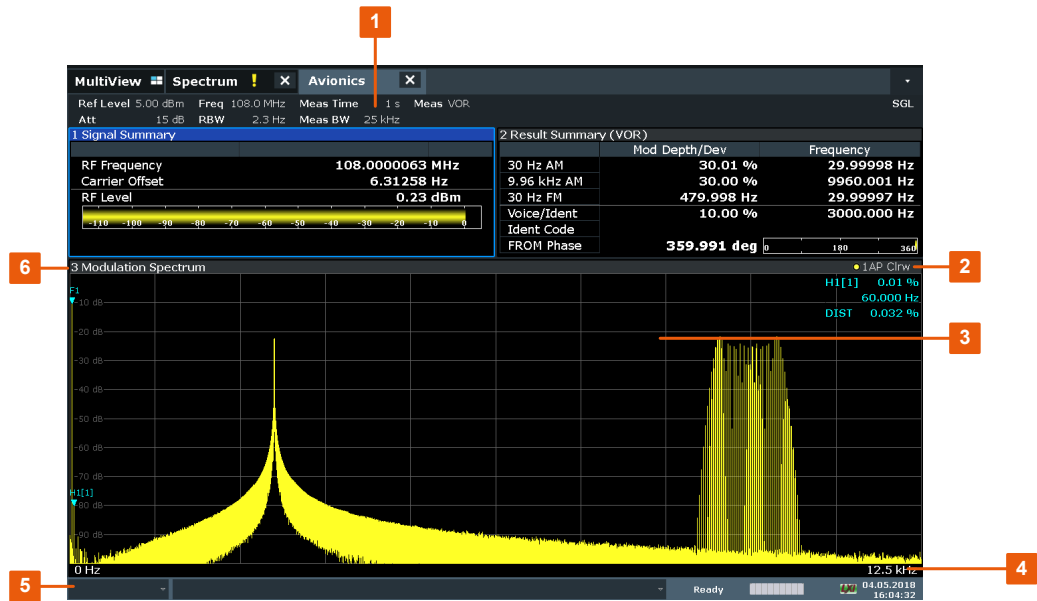 1
MultiView Spectrum ! X Avionics X
Ref Level 5.00 dBm Freq 108.0 MHz Meas Time 1 s Meas VOR SGL
Att 15 dB RBW 2.3 Hz Meas BW 25 kHz
1 Signal Summary
RF Frequency 108.0000063 MHz
Carrier Offset 6.31258 Hz
RF Level 0.23 dBm
-110 -100 -90 -80 -70 -60 -50 -40 -30 -20 -10 0
2 Result Summary (VOR)
Mod Depth/Dev Frequency
30 Hz AM 30.01 % 29.99998 Hz
9.96 kHz AM 30.00 % 9960.001 Hz
30 Hz FM 479.998 Hz 29.99997 Hz
Voice/Ident 10.00 % 3000.000 Hz
Ident Code
FROM Phase 359.991 deg 0 180 360
6
3 Modulation Spectrum
1AP Clrw
2
F1
H1[1] 0.01 %
60.000 Hz
DIST 0.032 %
-10 dB
-20 dB
3
-30 dB
-40 dB
-50 dB
-60 dB
-70 dB
H1[1]
-80 dB
-90 dB
0 Hz 12.5 kHz
4
5
Ready
04.05.2018
16:04:32